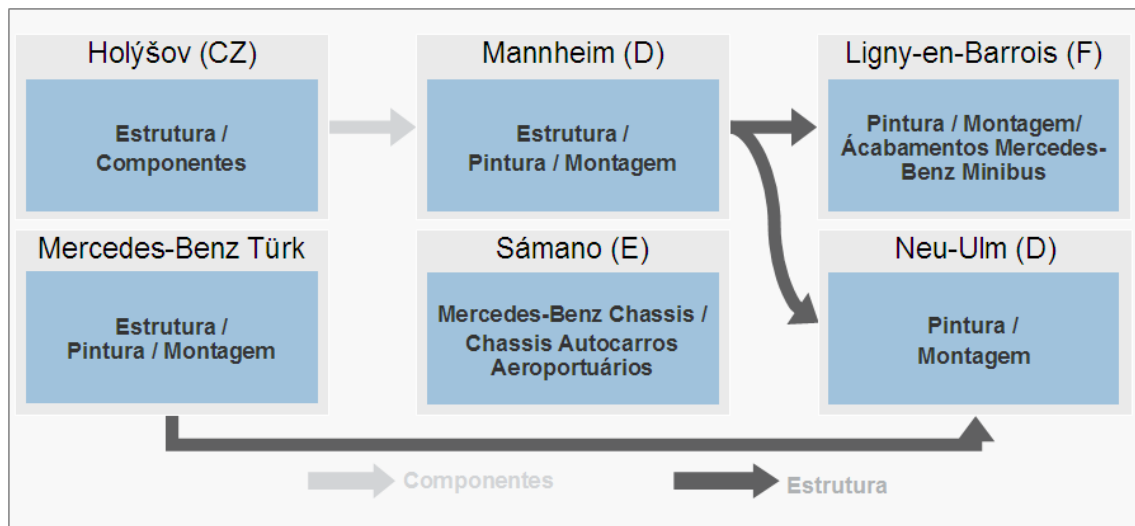 Holýšov (CZ)
Estrutura /
Componentes
Mannheim (D)
Estrutura /
Pintura / Montagem
Ligny-en-Barrois (F)
Pintura / Montagem/
Ácabamentos Mercedes-
Benz Minibus
Mercedes-Benz Türk
Estrutura /
Pintura / Montagem
Sámano (E)
Mercedes-Benz Chassis /
Chassis Autocarros
Aeroportuários
Neu-Ulm (D)
Pintura /
Montagem
Componentes
Estrutura